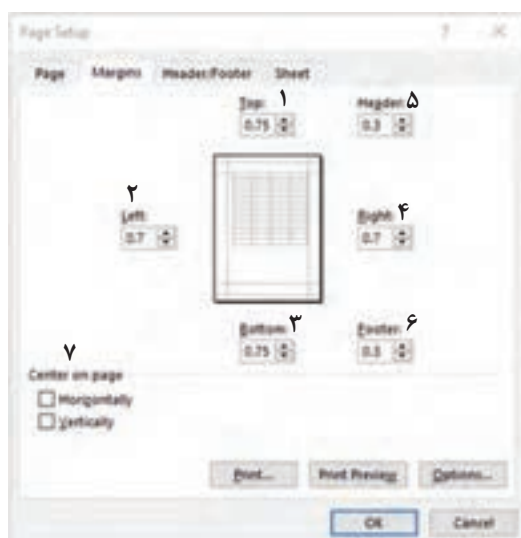 Page Setup ? ×
Page Margins Header/Footer Sheet
Top: ۱ Header: ۵
0.75 0.3
۲
Left: Right: ۴
0.7 0.7
Bottom: ۳ Footer: ۶
0.75 0.3
۷
Center on page
Horizontally
Vertically
Print... Print Preview Options...
OK Cancel